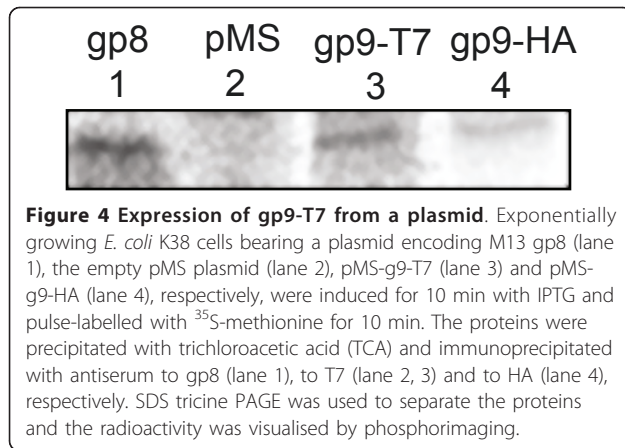 gp8 pMS gp9-T7 gp9-HA
1 2 3 4
Figure 4 Expression of gp9-T7 from a plasmid. Exponentially
growing E. coli K38 cells bearing a plasmid encoding M13 gp8 (lane
1), the empty pMS plasmid (lane 2), pMS-g9-T7 (lane 3) and pMS-
g9-HA (lane 4), respectively, were induced for 10 min with IPTG and
pulse-labelled with ³⁵S-methionine for 10 min. The proteins were
precipitated with trichloroacetic acid (TCA) and immunoprecipitated
with antiserum to gp8 (lane 1), to T7 (lane 2, 3) and to HA (lane 4),
respectively. SDS tricine PAGE was used to separate the proteins
and the radioactivity was visualised by phosphorimaging.